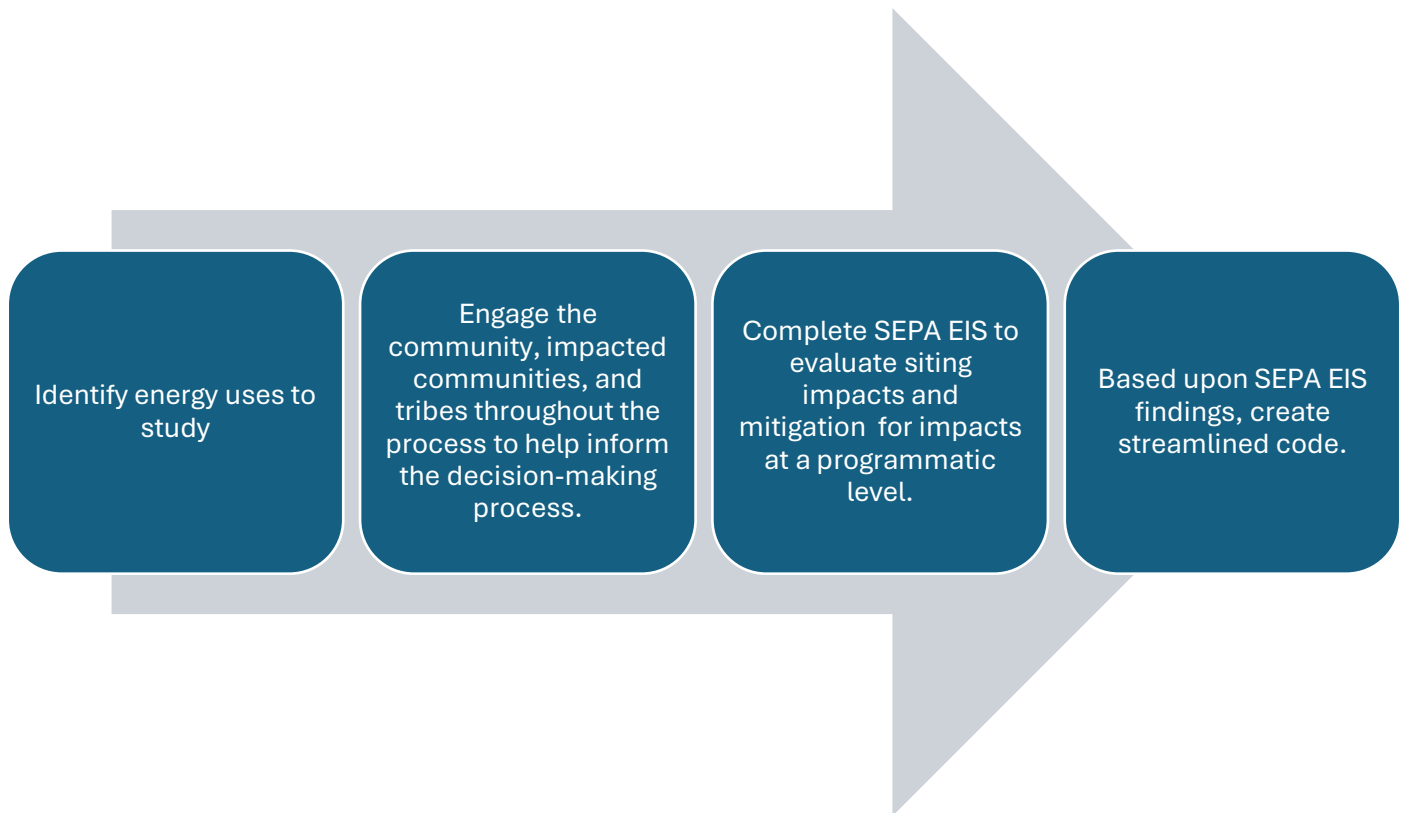 Identify energy uses to
study
Engage the
community, impacted
communities, and
tribes throughout the
process to help inform
the decision-making
process.
Complete SEPA EIS to
evaluate siting
impacts and
mitigation  for impacts
at a programmatic
level.
Based upon SEPA EIS
findings, create
streamlined code.